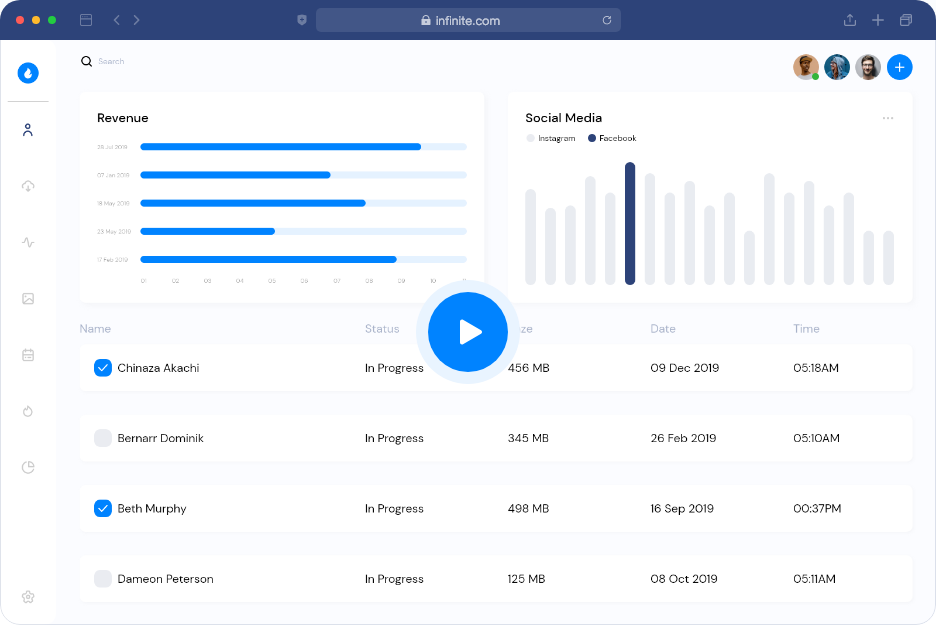 infinite.com
Search
Revenue
26 Jul 2019
07 Jan 2019
18 May 2019
23 May 2019
17 Feb 2019
01 02 03 04 05 06 07 08 09 10
Social Media
Instagram Facebook
Name Status ze Date Time
Chinaza Akachi In Progress 456 MB 09 Dec 2019 05:18AM
Bernarr Dominik In Progress 345 MB 26 Feb 2019 05:10AM
Beth Murphy In Progress 498 MB 16 Sep 2019 00:37PM
Dameon Peterson In Progress 125 MB 08 Oct 2019 05:11AM